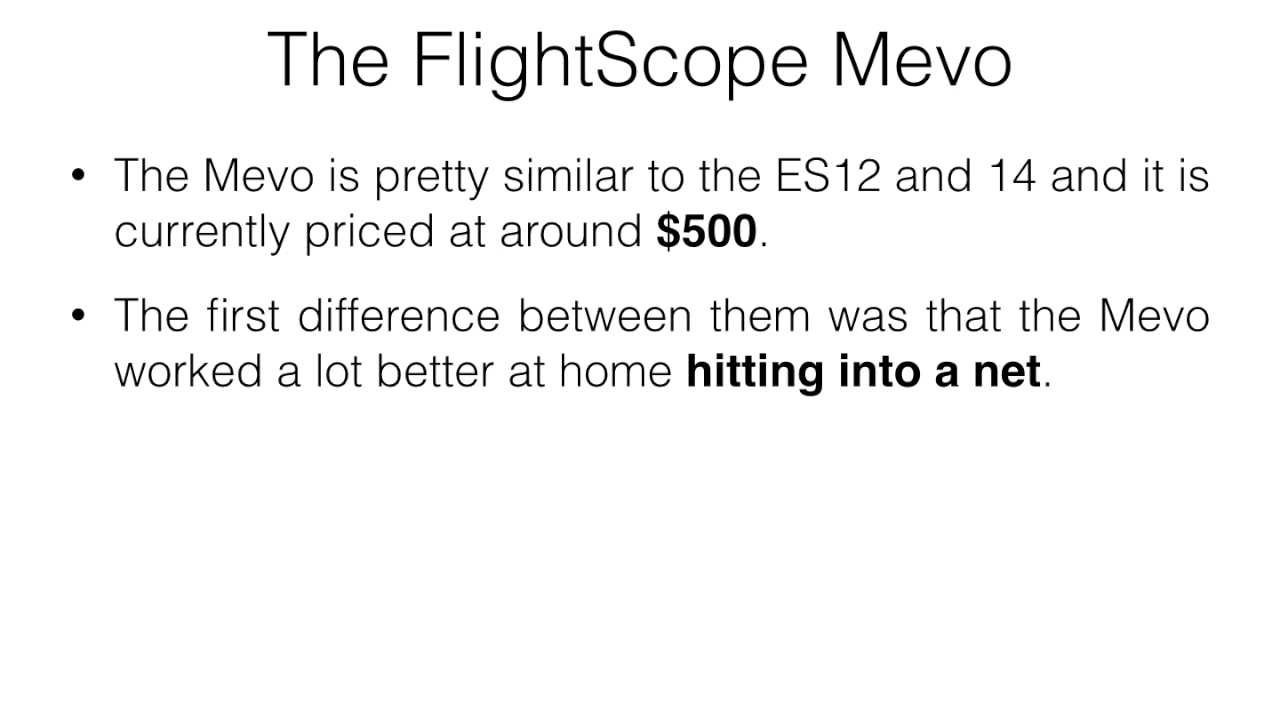 The FlightScope Mevo
• The Mevo is pretty similar to the ES12 and 14 and it is
currently priced at around $500.
• The first difference between them was that the Mevo
worked a lot better at home hitting into a net.